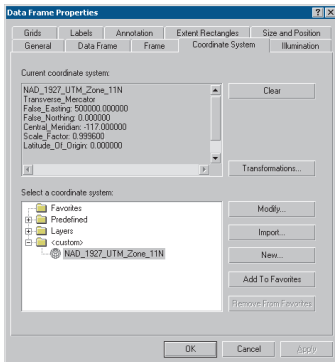 Data Frame Properties
Grids Labels Annotation Extent Rectangles Size and Position
General Data Frame Frame Coordinate System Illumination
Current coordinate system:
NAD_1927_UTM_Zone_11N
Transverse_Mercator
False_Easting: 500000.000000
False_Northing: 0.000000
Central_Meridian: -117.000000
Scale_Factor: 0.999600
Latitude_Of_Origin: 0.000000
Clear
Transformations...
Select a coordinate system:
Favorites
Predefined
Layers
<custom>
NAD_1927_UTM_Zone_11N
Modify...
Import...
New...
Add To Favorites
Remove From Favorites
OK Cancel Apply